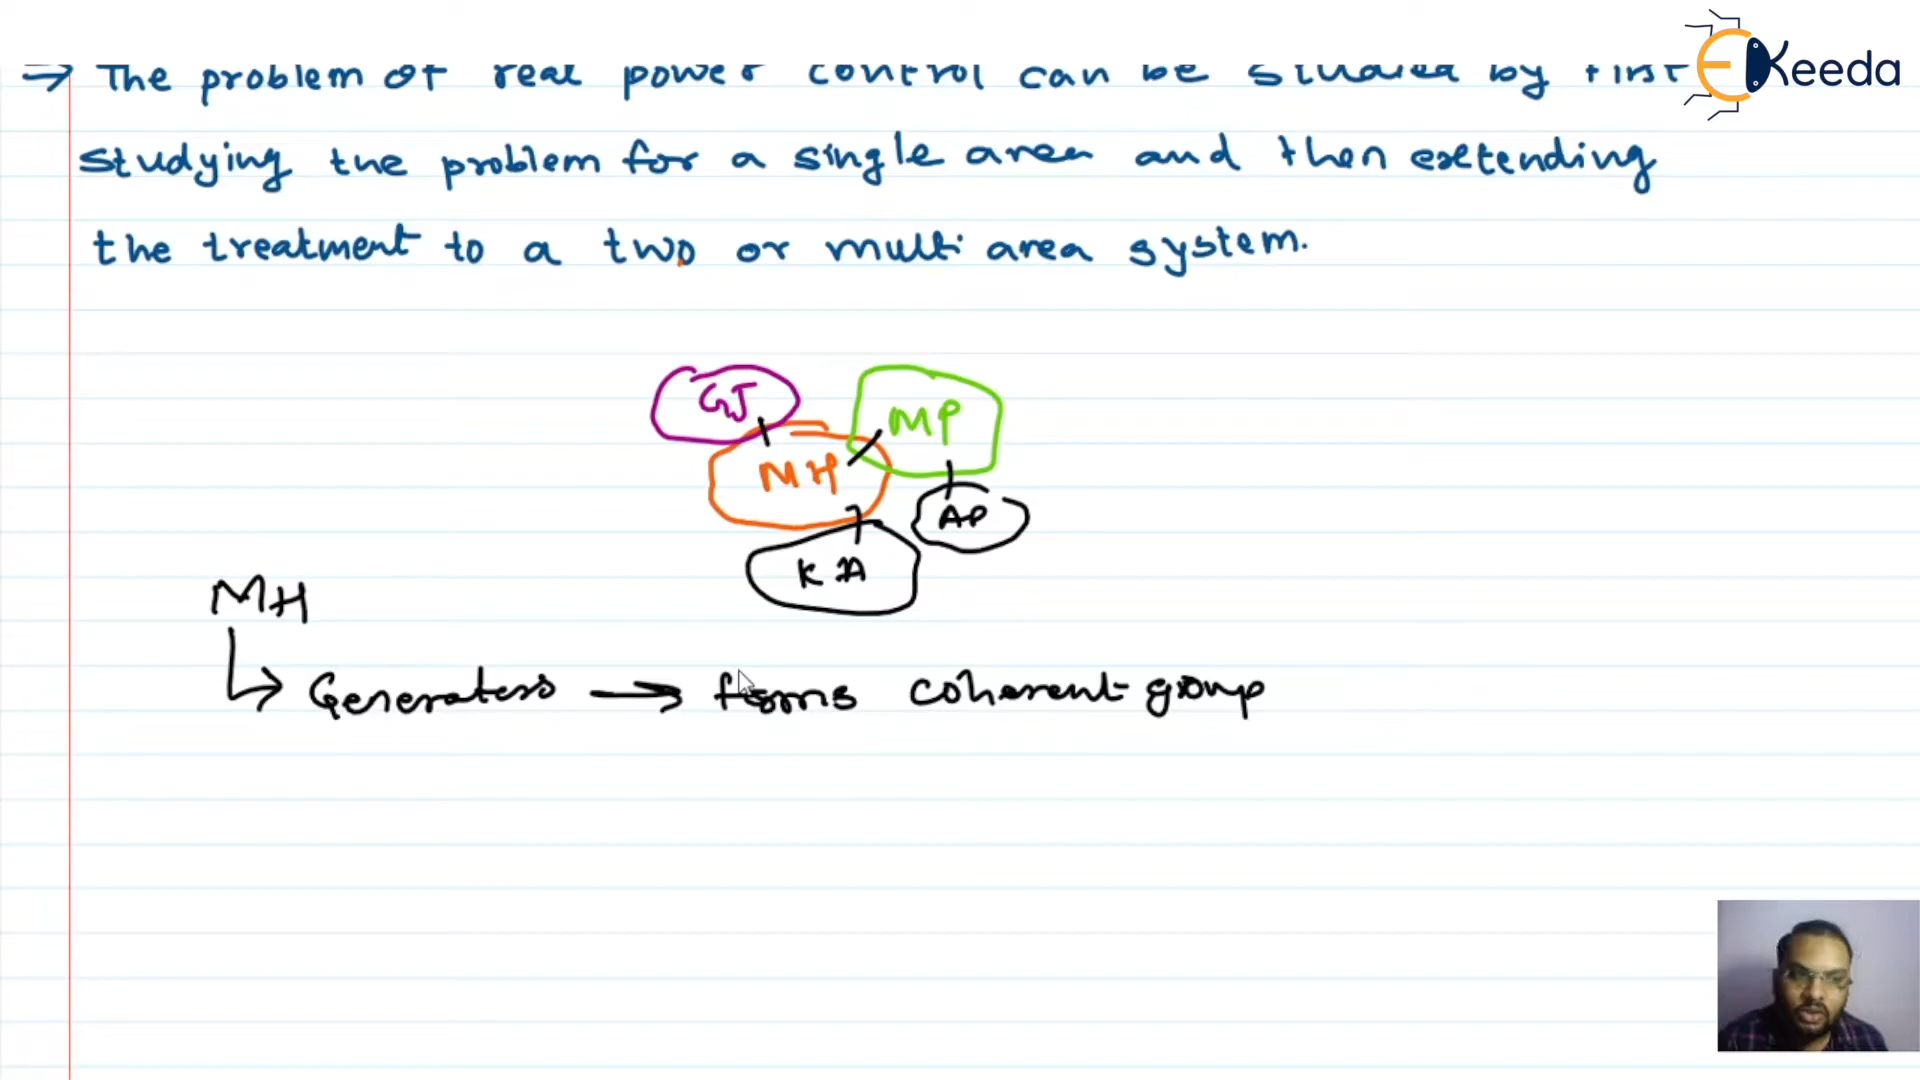 → The problem of real power control can be studied by first
studying the problem for a single area and then extending
the treatment to a two or multi area system.
EKeeda
GJ
MP
MH
AP
KA
MH
↳ Generators → forms coherent group